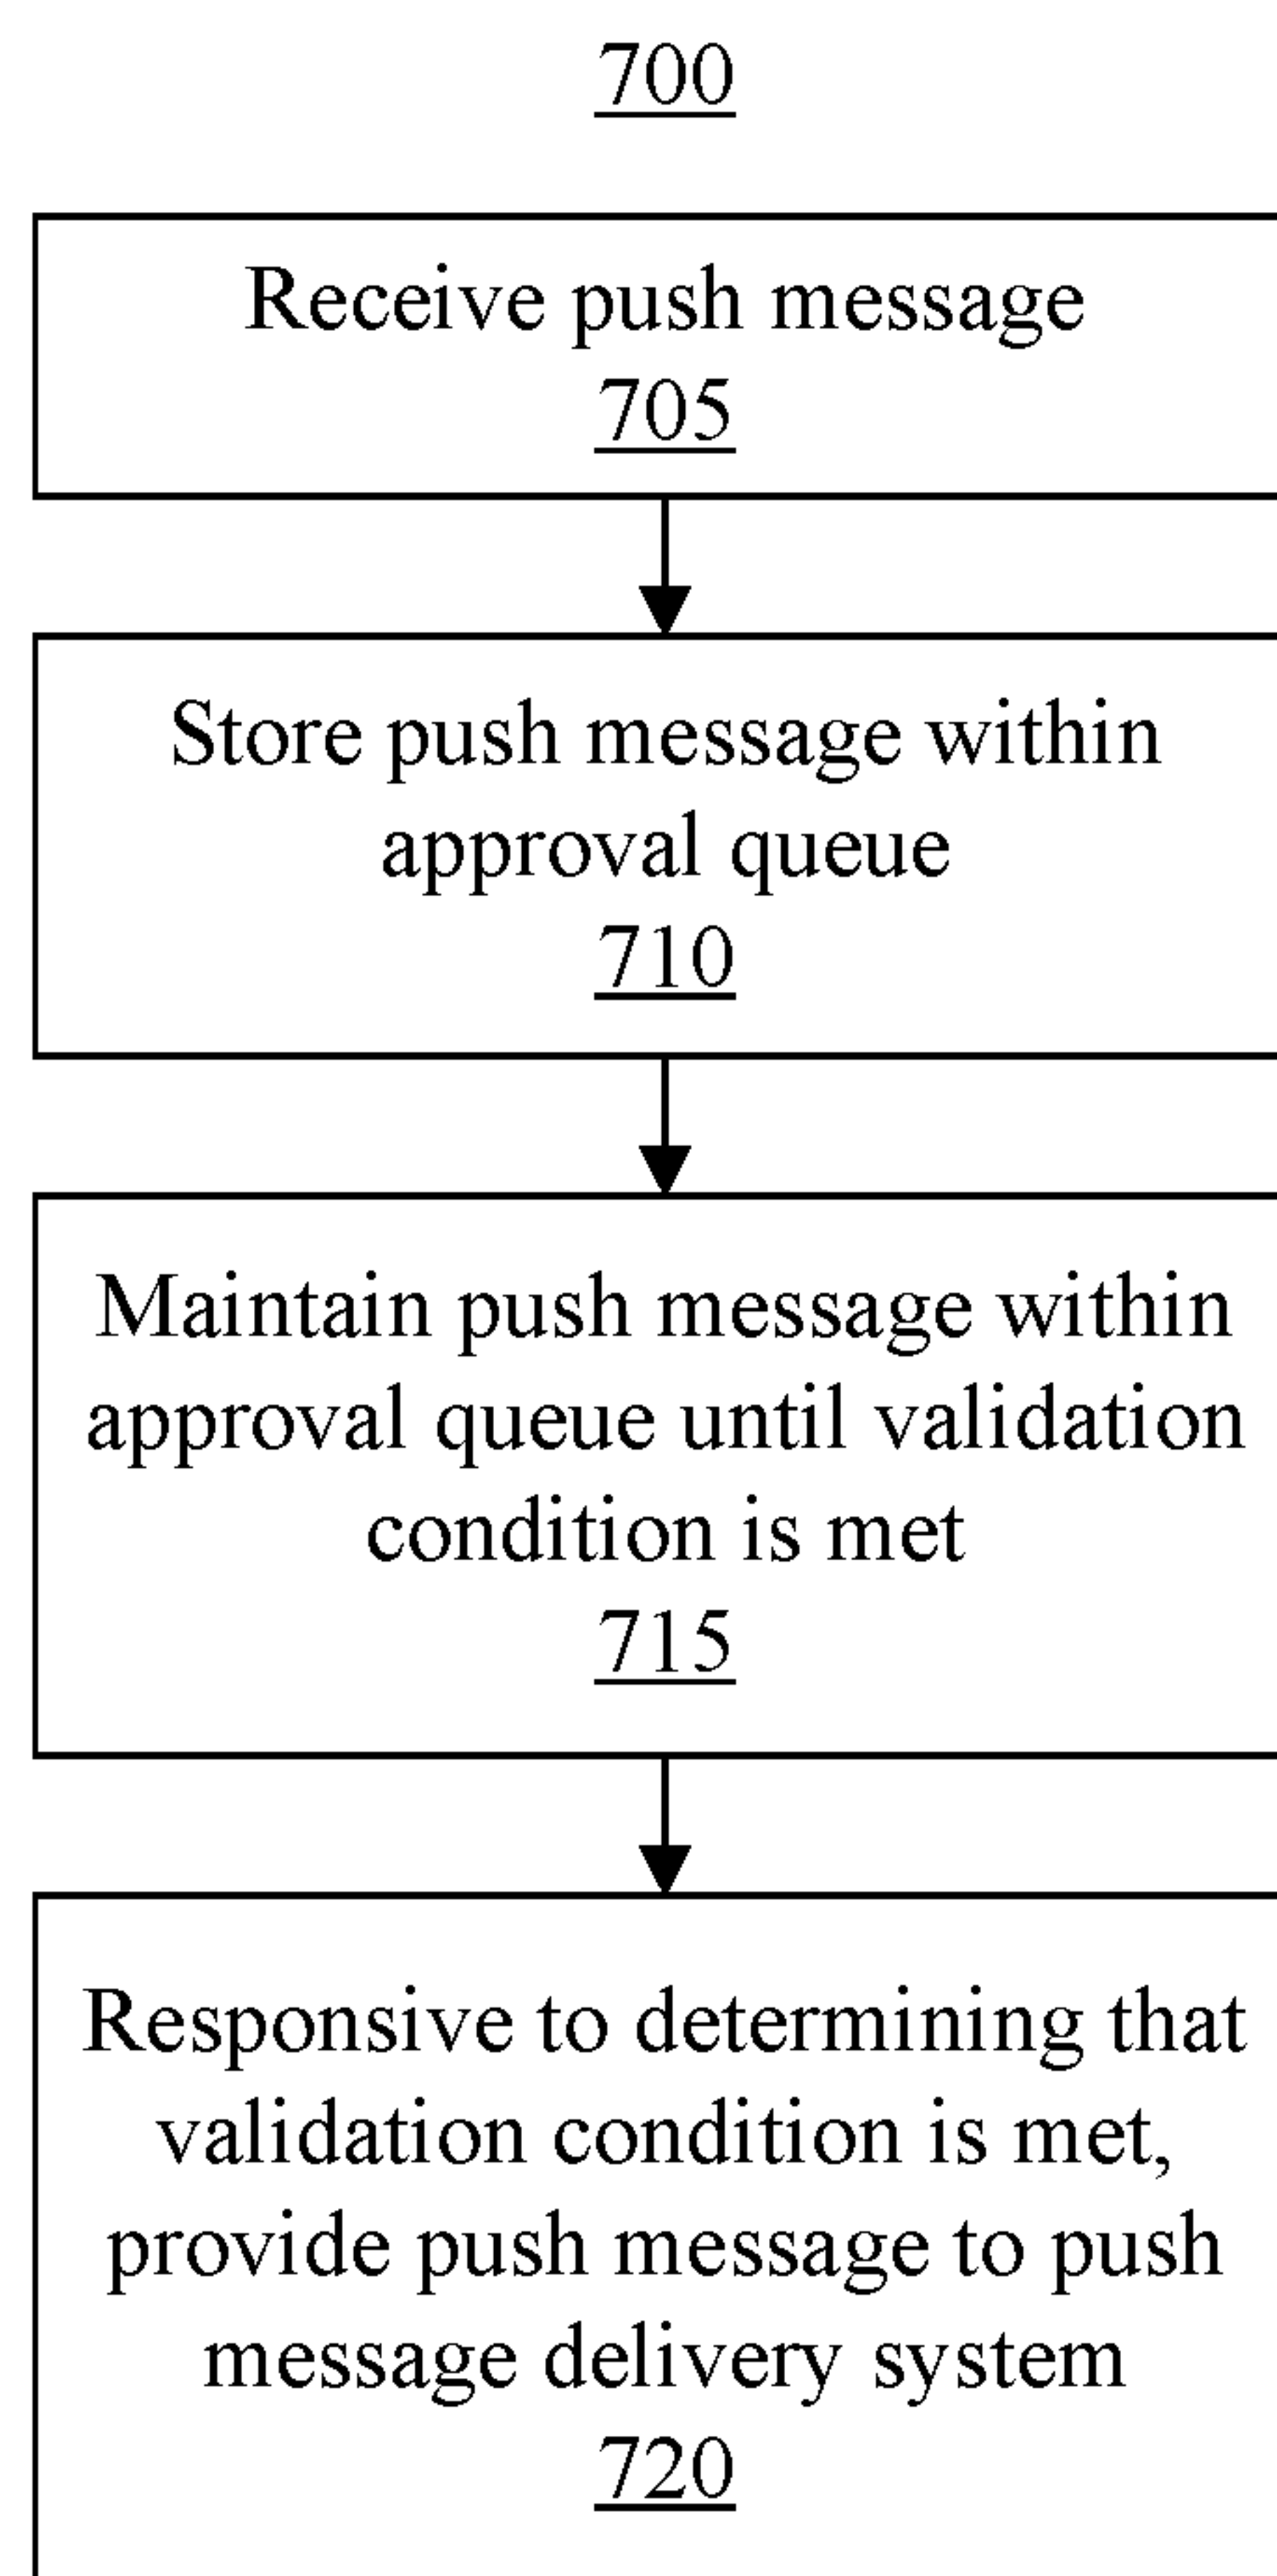 700
Receive push message
705
Store push message within
approval queue
710
Maintain push message within
approval queue until validation
condition is met
715
Responsive to determining that
validation condition is met,
provide push message to push
message delivery system
720